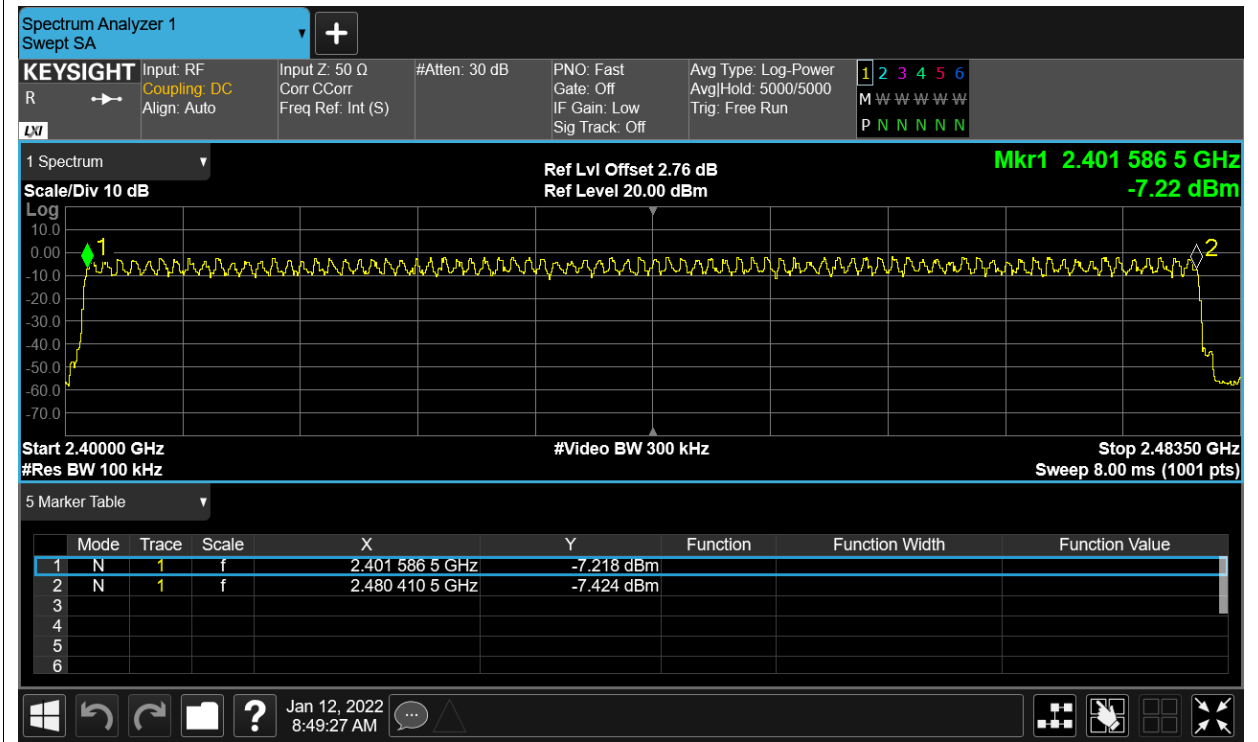 Spectrum Analyzer 1
Swept SA
+
KEYSIGHT Input: RF Input Z: 50 Ω #Atten: 30 dB PNO: Fast Avg Type: Log-Power 1 2 3 4 5 6
R Coupling: DC Corr CCorr Gate: Off Avg|Hold: 5000/5000 M W W W W W
Align: Auto Freq Ref: Int (S) IF Gain: Low Trig: Free Run
LXI Sig Track: Off P N N N N N
1 Spectrum Ref Lvl Offset 2.76 dB Mkr1 2.401 586 5 GHz
Scale/Div 10 dB Ref Level 20.00 dBm -7.22 dBm
Log
10.0
0.00 1 2
-10.0
-20.0
-30.0
-40.0
-50.0
-60.0
-70.0
Start 2.40000 GHz #Video BW 300 kHz Stop 2.48350 GHz
#Res BW 100 kHz Sweep 8.00 ms (1001 pts)
5 Marker Table
Mode Trace Scale X Y Function Function Width Function Value
1 N 1 f 2.401 586 5 GHz -7.218 dBm
2 N 1 f 2.480 410 5 GHz -7.424 dBm
3
4
5
6
? Jan 12, 2022
8:49:27 AM